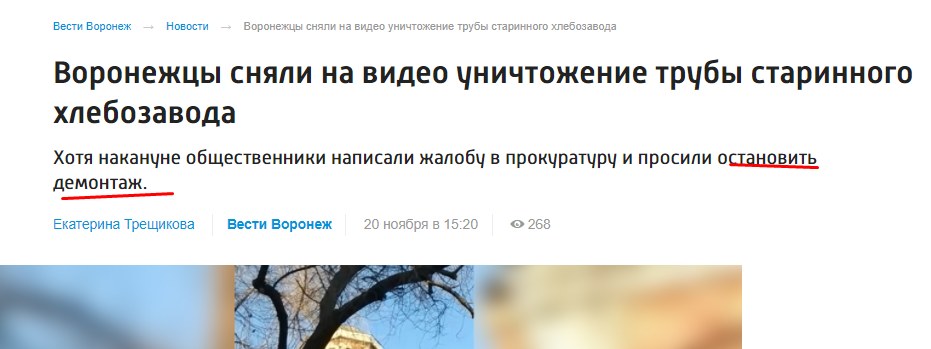 Вести Воронеж → Новости → Воронежцы сняли на видео уничтожение трубы старинного хлебозавода
Воронежцы сняли на видео уничтожение трубы старинного
хлебозавода
Хотя накануне общественники написали жалобу в прокуратуру и просили остановить
демонтаж.
Екатерина Трещикова Вести Воронеж 20 ноября в 15:20 268